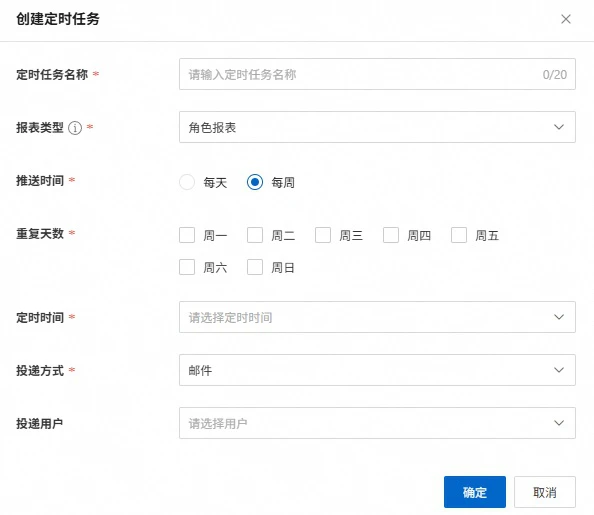 创建定时任务
定时任务名称 * 请输入定时任务名称 0/20
报表类型 * 角色报表
推送时间 * 每天 每周
重复天数 * 周一 周二 周三 周四 周五
周六 周日
定时时间 * 请选择定时时间
投递方式 * 邮件
投递用户 请选择用户
确定 取消